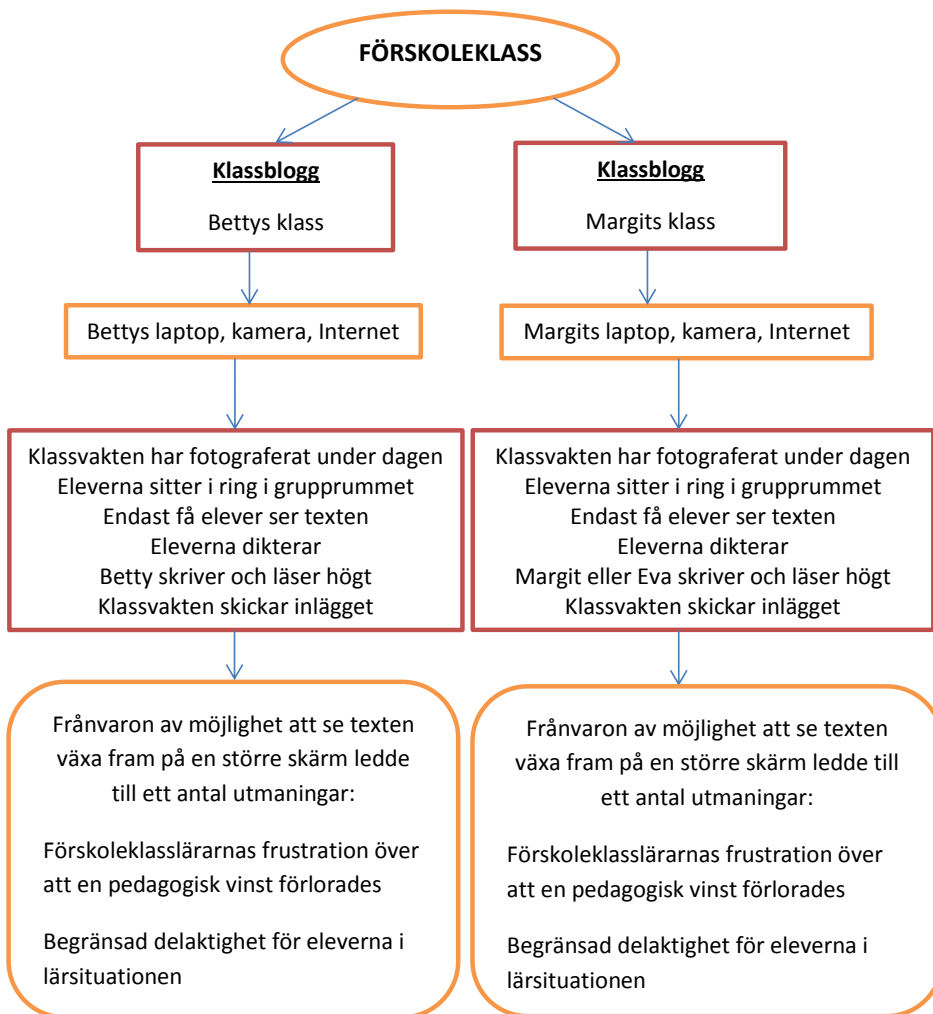 FÖRSKOLEKLASS
Klassblogg
Bettys klass
Klassblogg
Margits klass
Bettys laptop, kamera, Internet
Margits laptop, kamera, Internet
Klassvakten har fotograferat under dagen
Eleverna sitter i ring i grupprummet
Endast få elever ser texten
Eleverna dikterar
Betty skriver och läser högt
Klassvakten skickar inlägget
Klassvakten har fotograferat under dagen
Eleverna sitter i ring i grupprummet
Endast få elever ser texten
Eleverna dikterar
Margit eller Eva skriver och läser högt
Klassvakten skickar inlägget
Frånvaron av möjlighet att se texten
växa fram på en större skärm ledde
till ett antal utmaningar:
Förskoleklasslärarnas frustration över
att en pedagogisk vinst förlorades
Begränsad delaktighet för eleverna i
lärsituationen
Frånvaron av möjlighet att se texten
växa fram på en större skärm ledde till
ett antal utmaningar:
Förskoleklasslärarnas frustration över
att en pedagogisk vinst förlorades
Begränsad delaktighet för eleverna i
lärsituationen